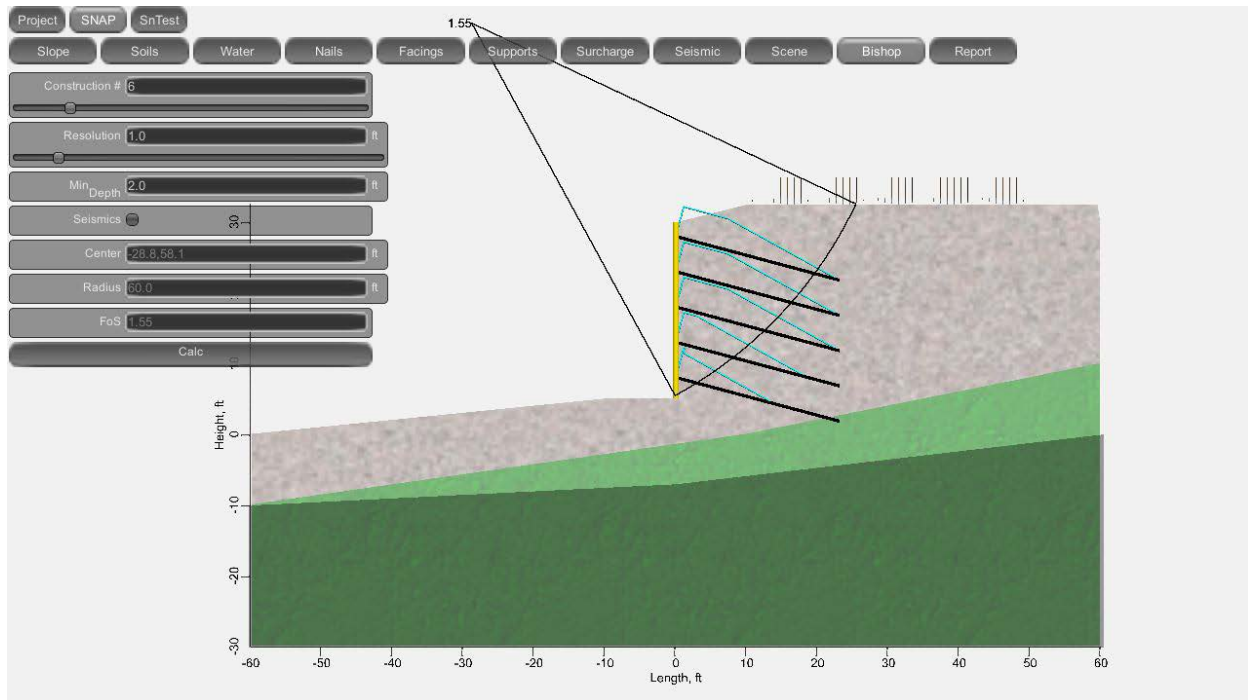 Project SNAP SnTest
1.55
Slope Soils Water Nails Facings Supports Surcharge Seismic Scene Bishop Report
Construction # 6
Resolution 1.0 ft
Min Depth 2.0 ft
Seismics
30
Center -28.8,58.1 ft
Radius 60.0 ft
FoS 1.55 ft
Calc
Height, ft
0
-10
-20
-30
-60 -50 -40 -30 -20 -10 0 10 20 30 40 50 60
Length, ft